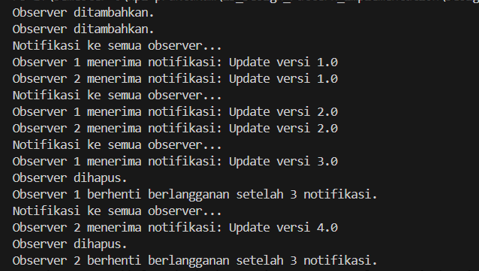 Observer ditambahkan.
Observer ditambahkan.
Notifikasi ke semua observer...
Observer 1 menerima notifikasi: Update versi 1.0
Observer 2 menerima notifikasi: Update versi 1.0
Notifikasi ke semua observer...
Observer 1 menerima notifikasi: Update versi 2.0
Observer 2 menerima notifikasi: Update versi 2.0
Notifikasi ke semua observer...
Observer 1 menerima notifikasi: Update versi 3.0
Observer dihapus.
Observer 1 berhenti berlangganan setelah 3 notifikasi.
Notifikasi ke semua observer...
Observer 2 menerima notifikasi: Update versi 4.0
Observer dihapus.
Observer 2 berhenti berlangganan setelah 3 notifikasi.